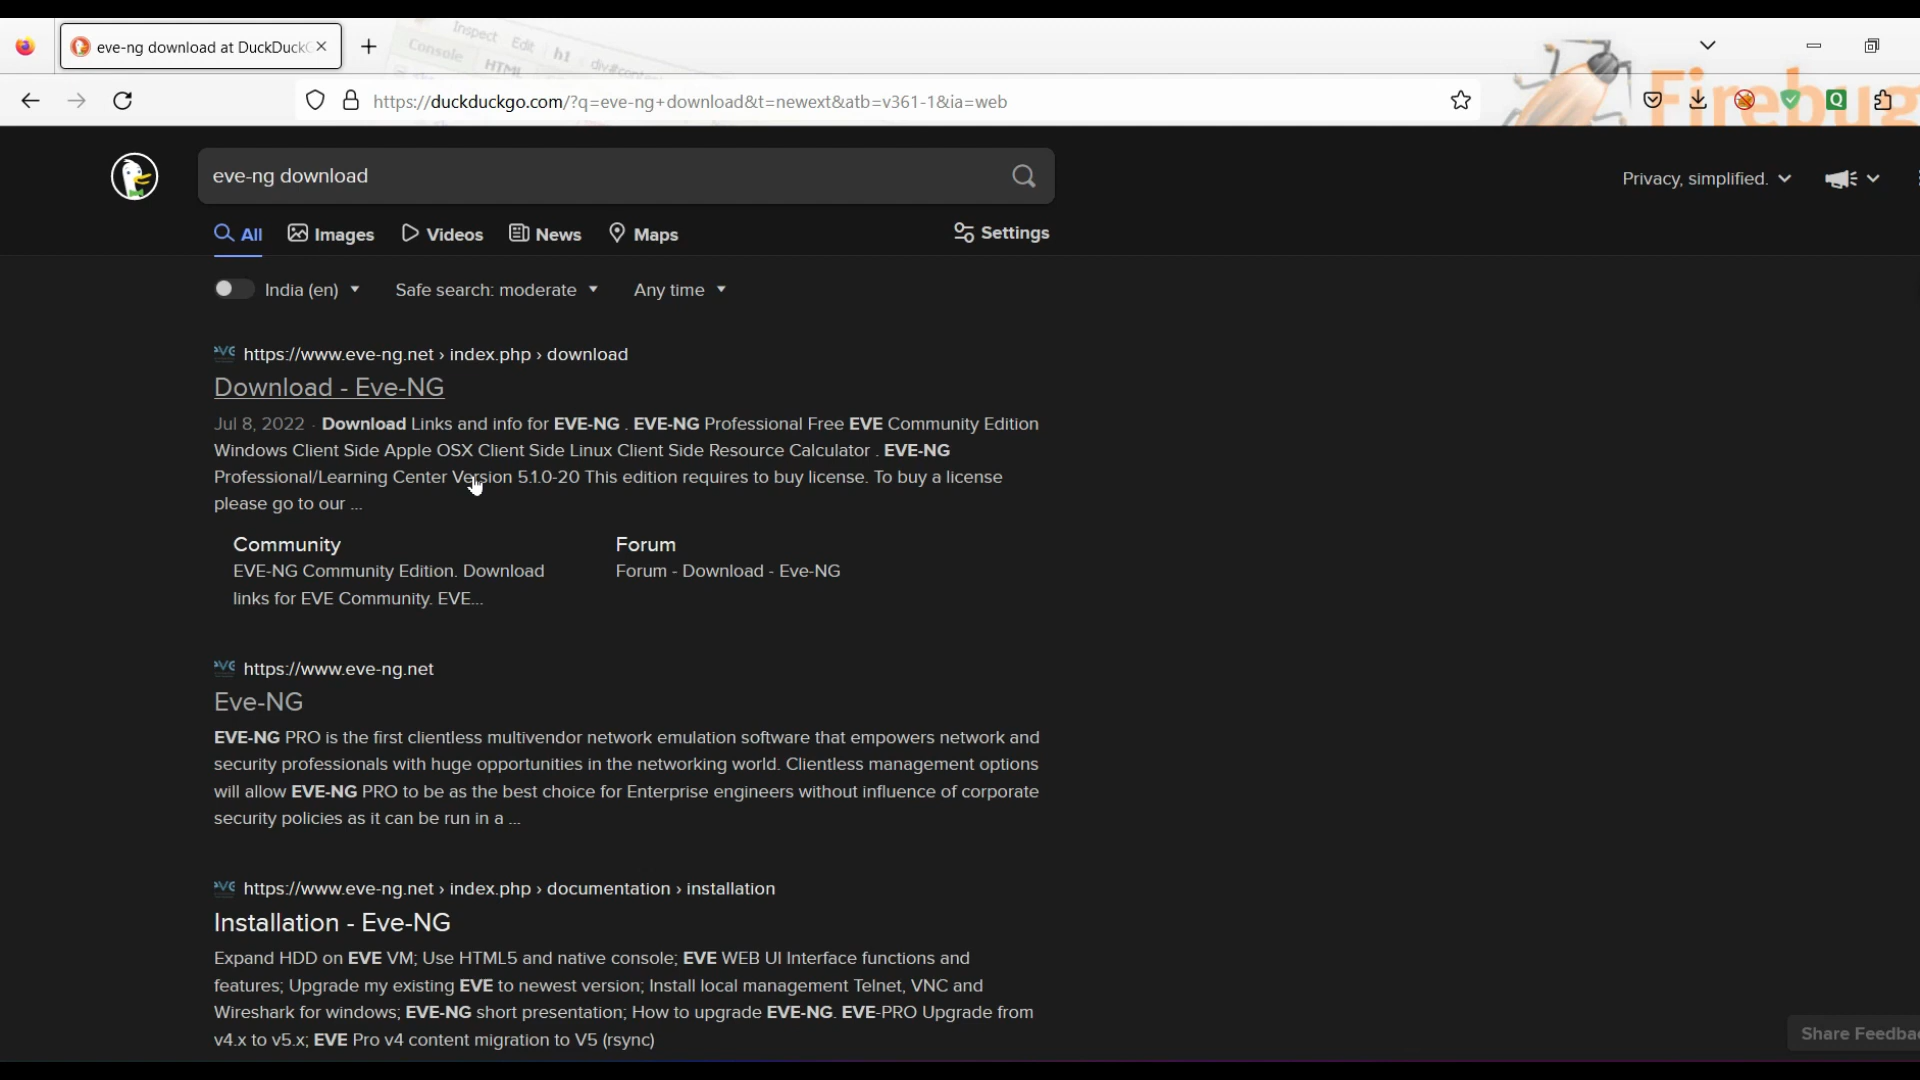 Inspect Edit h1 div#conte
Console HTML
eve-ng download at DuckDuck
Firebug
https://duckduckgo.com/?q=eve-ng+download&t=newext&atb=v361-1&ia=web
Q
eve-ng download
Privacy, simplified.
All Images Videos News Maps Settings
India (en) Safe search: moderate Any time
https://www.eve-ng.net › index.php › download
Download - Eve-NG
Jul 8, 2022 · Download Links and info for EVE-NG . EVE-NG Professional Free EVE Community Edition
Windows Client Side Apple OSX Client Side Linux Client Side Resource Calculator . EVE-NG
Professional/Learning Center Version 5.1.0-20 This edition requires to buy license. To buy a license
please go to our ...
Community
EVE-NG Community Edition. Download
links for EVE Community. EVE...
Forum
Forum - Download - Eve-NG
https://www.eve-ng.net
Eve-NG
EVE-NG PRO is the first clientless multivendor network emulation software that empowers network and
security professionals with huge opportunities in the networking world. Clientless management options
will allow EVE-NG PRO to be as the best choice for Enterprise engineers without influence of corporate
security policies as it can be run in a ...
https://www.eve-ng.net › index.php › documentation › installation
Installation - Eve-NG
Expand HDD on EVE VM; Use HTML5 and native console; EVE WEB UI Interface functions and
features; Upgrade my existing EVE to newest version; Install local management Telnet, VNC and
Wireshark for windows; EVE-NG short presentation; How to upgrade EVE-NG. EVE-PRO Upgrade from
v4.x to v5.x; EVE Pro v4 content migration to V5 (rsync)
Share Feedba